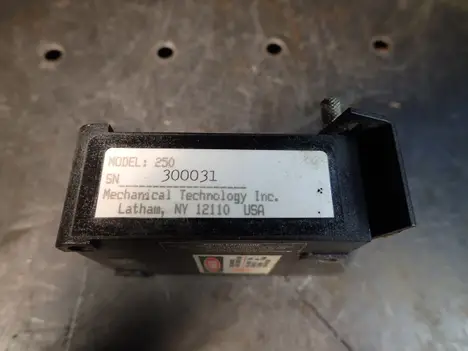 MODEL: 250
SN 300031
Mechanical Technology Inc.
Latham, NY 12110 USA